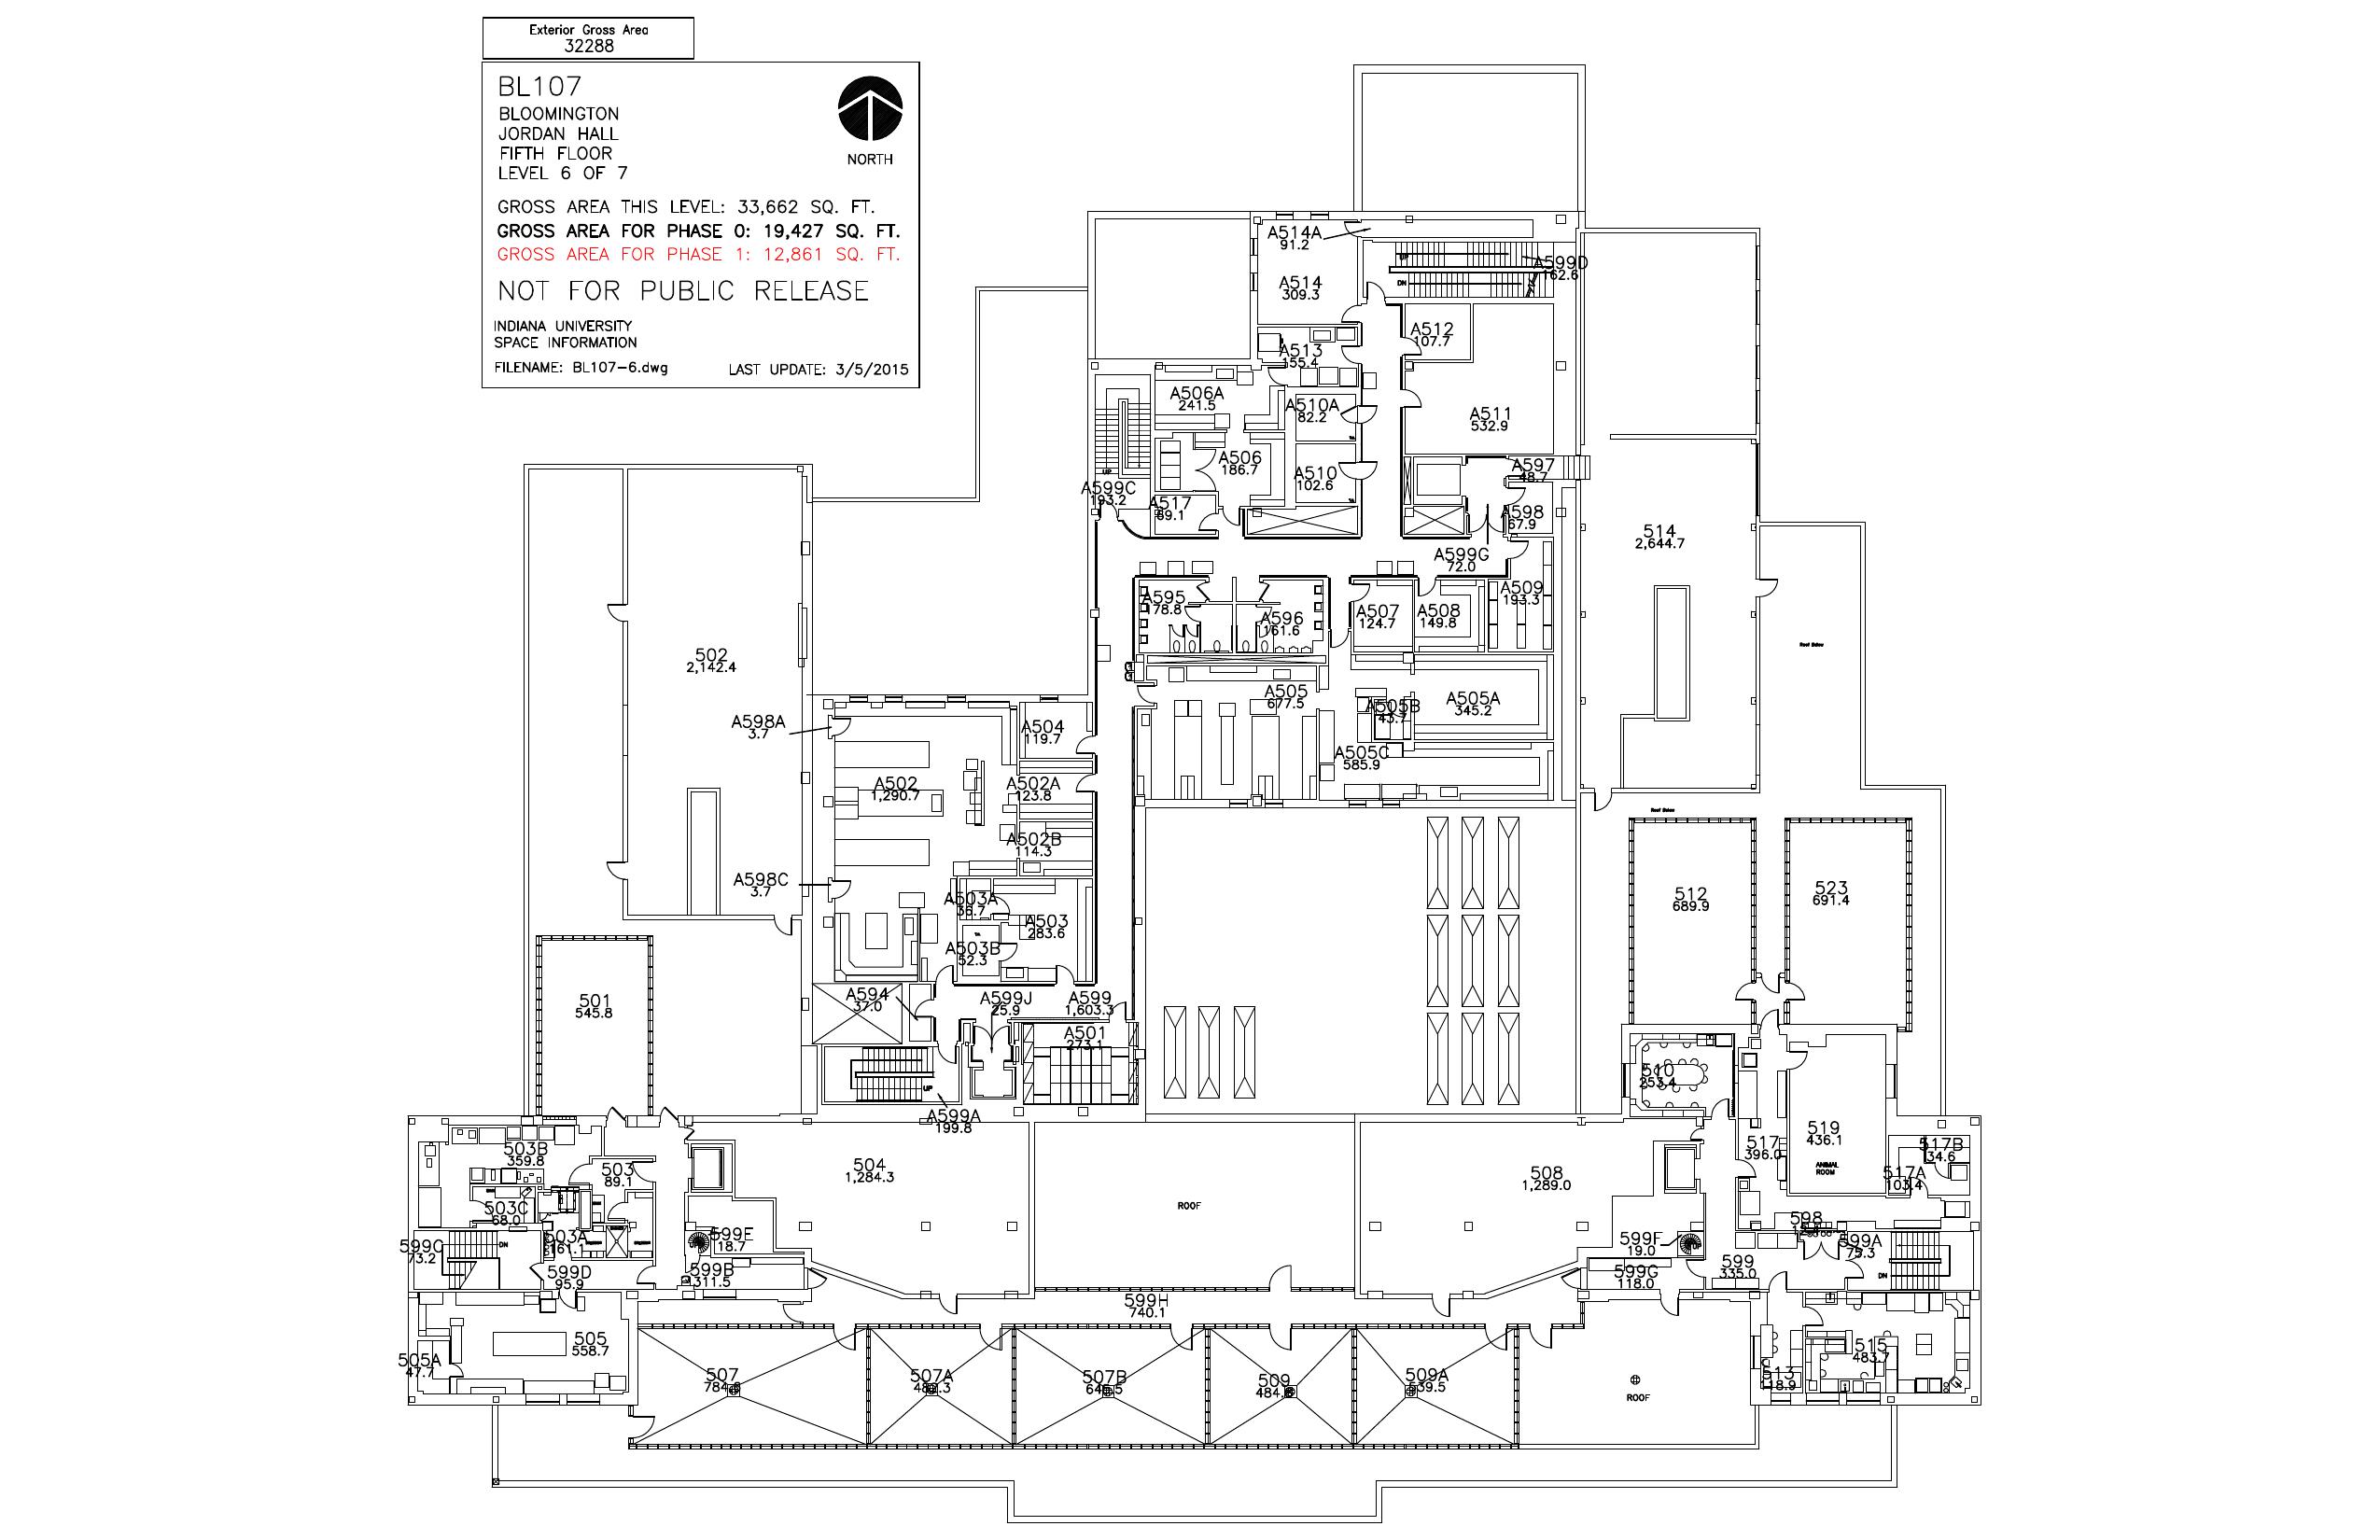 Exterior Gross Area
32288
BL107
BLOOMINGTON
JORDAN HALL
FIFTH FLOOR
LEVEL 6 OF 7
NORTH
GROSS AREA THIS LEVEL: 33,662 SQ. FT.
GROSS AREA FOR PHASE 0: 19,427 SQ. FT.
GROSS AREA FOR PHASE 1: 12,861 SQ. FT.
NOT FOR PUBLIC RELEASE
INDIANA UNIVERSITY
SPACE INFORMATION
FILENAME: BL107-6.dwg
LAST UPDATE: 3/5/2015
A514A
91.2
A599D
162.6
UP
DN
A514
309.3
A512
107.7
A513
155.4
A506A
241.5
A510A
82.2
A511
532.9
A506
186.7
A510
102.6
A597
48.7
UP
A599C
193.2
A517
69.1
A598
67.9
514
2,644.7
A599G
72.0
A595
178.8
A596
161.6
A507
124.7
A508
149.8
A509
193.3
Roof Below
502
2,142.4
A505
677.5
A505B
43.7
A505A
345.2
A598A
3.7
A504
119.7
A505C
585.9
A502
1,290.7
A502A
123.8
Roof Below
A502B
114.3
A598C
3.7
A503A
36.7
A503
283.6
A503B
52.3
512
689.9
523
691.4
501
545.8
A594
37.0
A599J
25.9
A599
1,603.3
A501
273.1
UP
A599A
199.8
510
253.4
503B
359.8
503
89.1
504
1,284.3
ROOF
508
1,289.0
517
396.0
519
436.1
ANIMAL
ROOM
517B
34.6
517A
103.4
503C
68.0
503A
161.1
599C
73.2
DN
599E
18.7
599F
19.0
598
599A
75.3
DN
599D
95.9
599B
311.5
599G
118.0
599
335.0
599H
740.1
505
558.7
505A
47.7
507
507A
507B
509
509A
539.5
ROOF
513
118.9
515
483.7